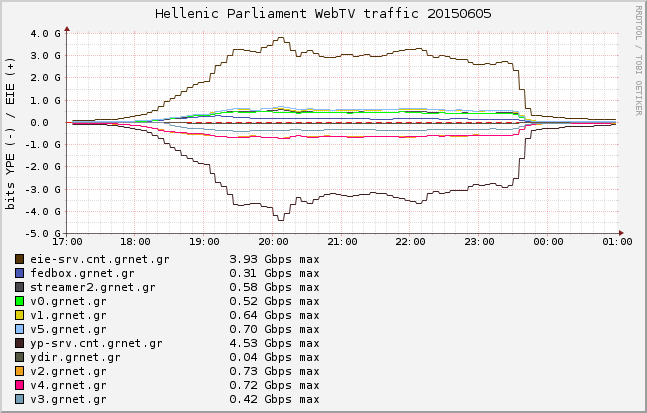 Hellenic Parliament WebTV traffic 20150605
RRDTOOL / TOBI OETIKER
bits YPE (-) / EIE (+)
4.0 G
3.0 G
2.0 G
1.0 G
0.0
-1.0 G
-2.0 G
-3.0 G
-4.0 G
-5.0 G
17:00 18:00 19:00 20:00 21:00 22:00 23:00 00:00 01:00
eie-srv.cnt.grnet.gr 3.93 Gbps max
fedbox.grnet.gr 0.31 Gbps max
streamer2.grnet.gr 0.58 Gbps max
v0.grnet.gr 0.52 Gbps max
v1.grnet.gr 0.64 Gbps max
v5.grnet.gr 0.70 Gbps max
yp-srv.cnt.grnet.gr 4.53 Gbps max
ydir.grnet.gr 0.04 Gbps max
v2.grnet.gr 0.73 Gbps max
v4.grnet.gr 0.72 Gbps max
v3.grnet.gr 0.42 Gbps max